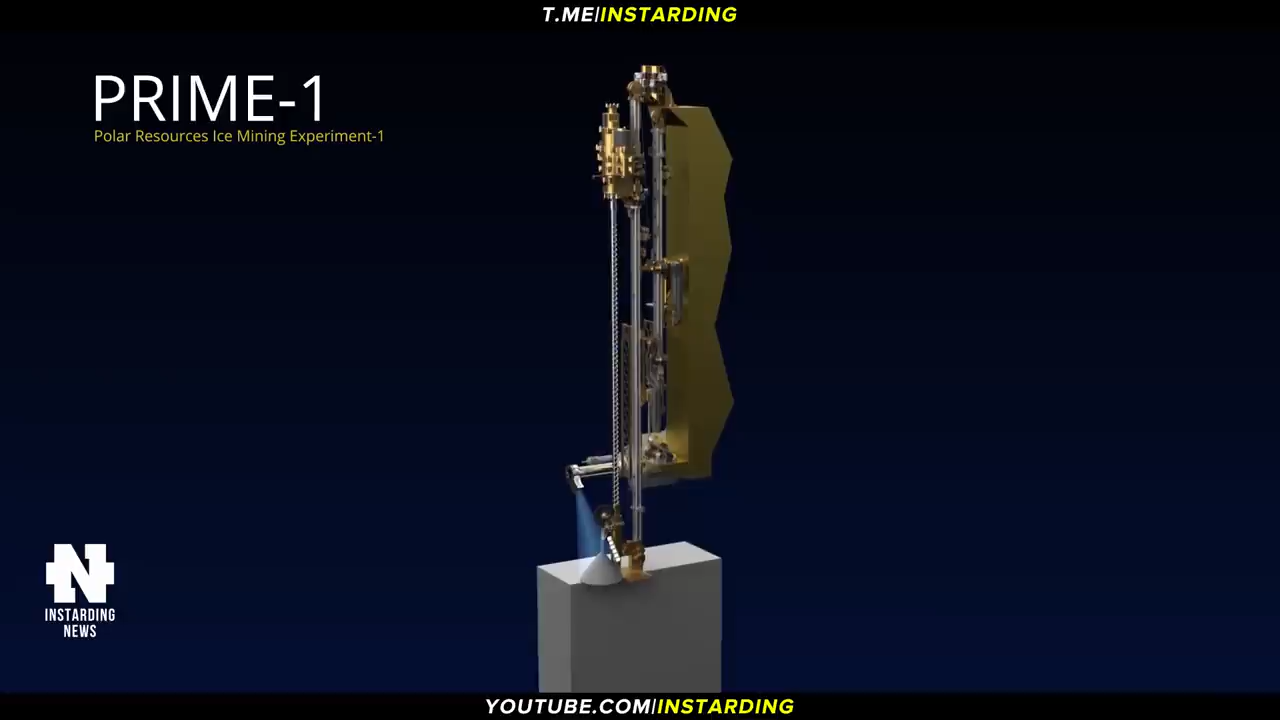 T.ME|INSTARDING
PRIME-1
Polar Resources Ice Mining Experiment-1
N
INSTARDING
NEWS
YOUTUBE.COM|INSTARDING